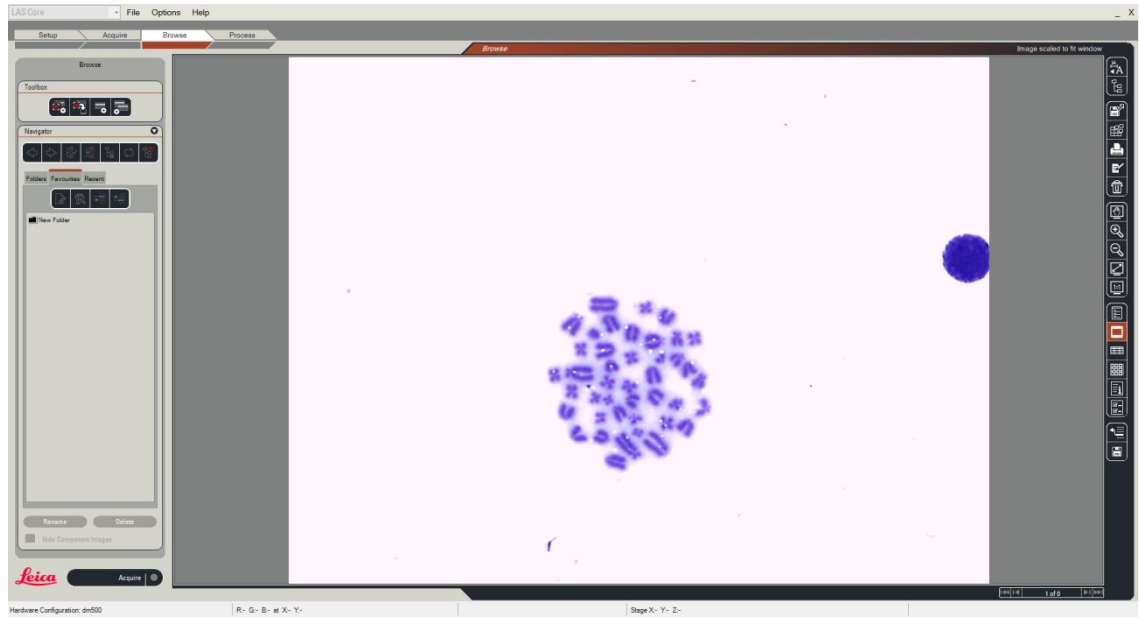 LAS Core File Options Help _ X
Setup Acquire Browse Process
Browse Image scaled to fit window
Browse
Toolbox
Navigator
Folders Favourites Recent
New Folder
Rename Delete
Hide Component Images
Leica Acquire
1 of 9
Hardware Configuration: dm500 R:- G:- B:- at X:- Y:- Stage X:- Y:- Z:-